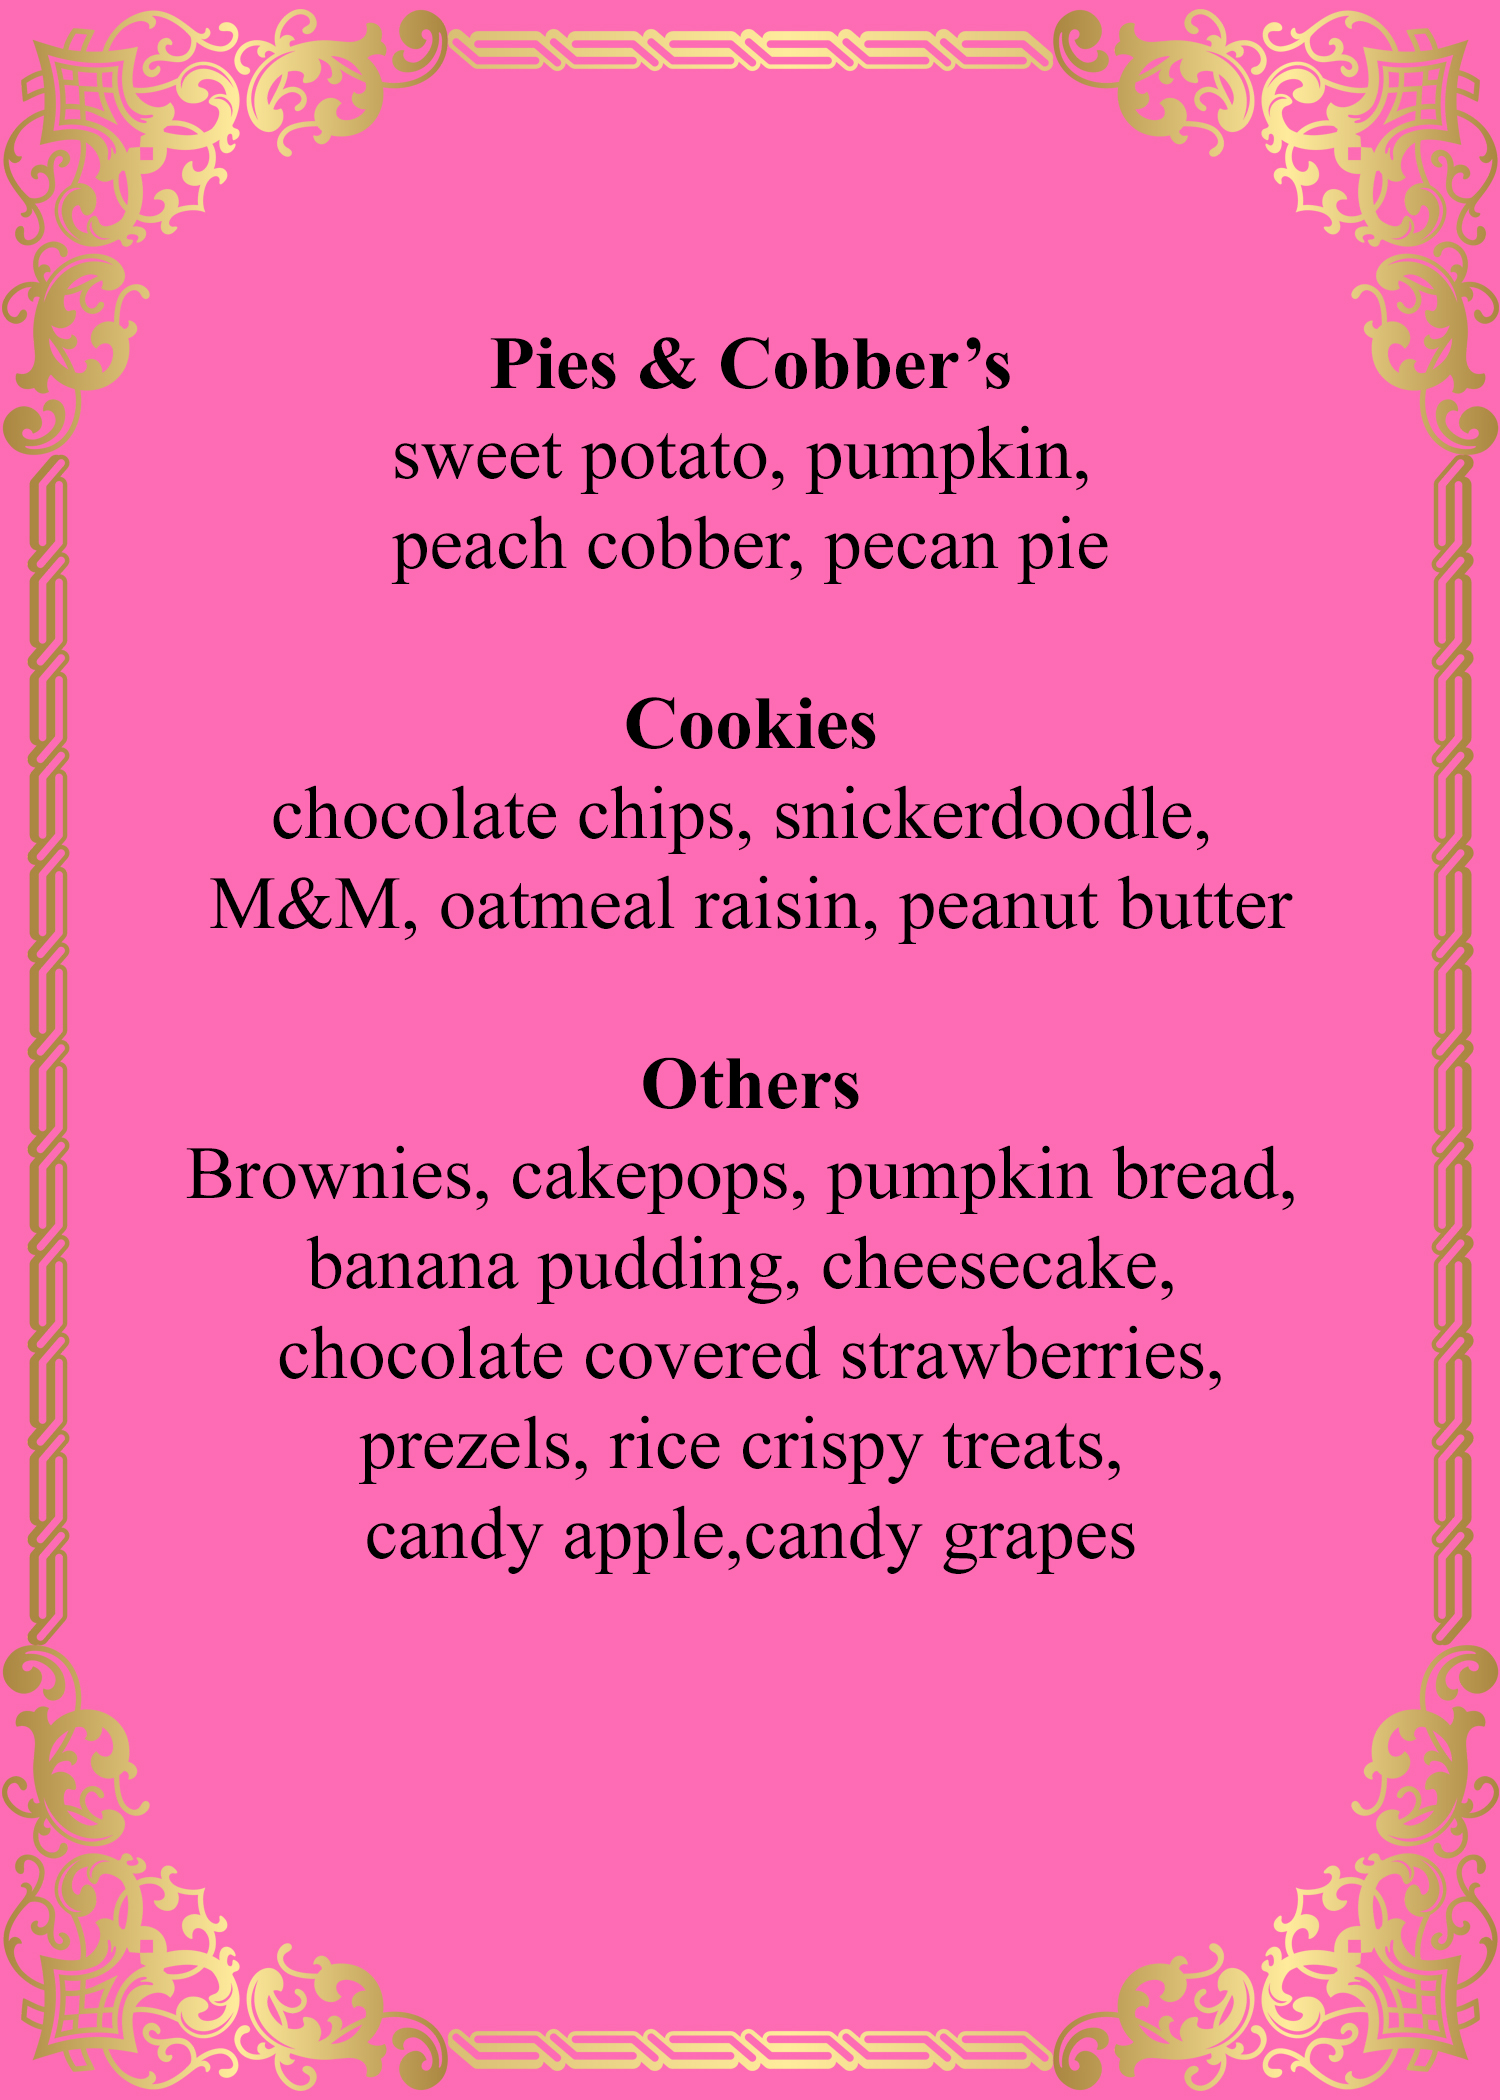 Pies & Cobber’s
sweet potato, pumpkin,
peach cobber, pecan pie
Cookies
chocolate chips, snickerdoodle,
M&M, oatmeal raisin, peanut butter
Others
Brownies, cakepops, pumpkin bread,
banana pudding, cheesecake,
chocolate covered strawberries,
prezels, rice crispy treats,
candy apple,candy grapes